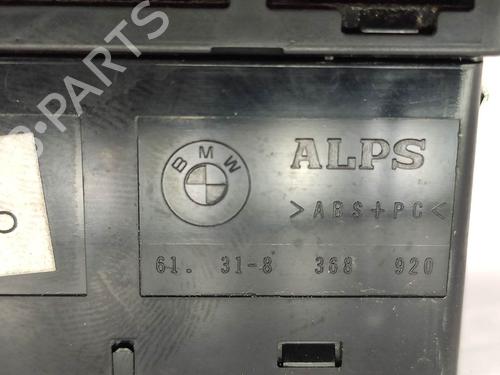 BMW
ALPS
>ABS+PC<
61. 31-8 368 920
B-PARTS